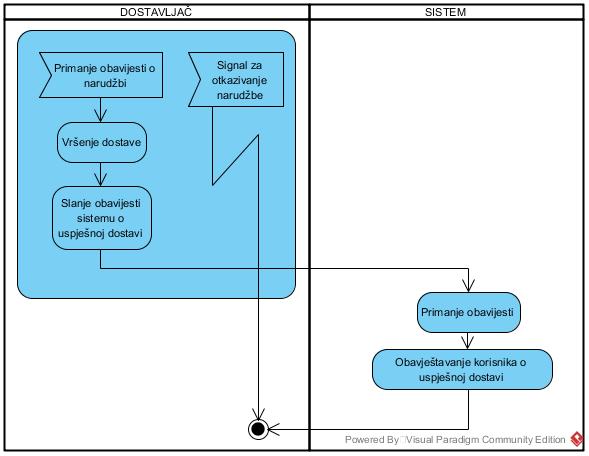 DOSTAVLJAČ
SISTEM
Primanje obavijesti o
narudžbi
Signal za
otkazivanje
narudžbe
Vršenje dostave
Slanje obavijesti
sistemu o
uspješnoj dostavi
Primanje obavijesti
Obavještavanje korisnika o
uspješnoj dostavi
Powered By Visual Paradigm Community Edition